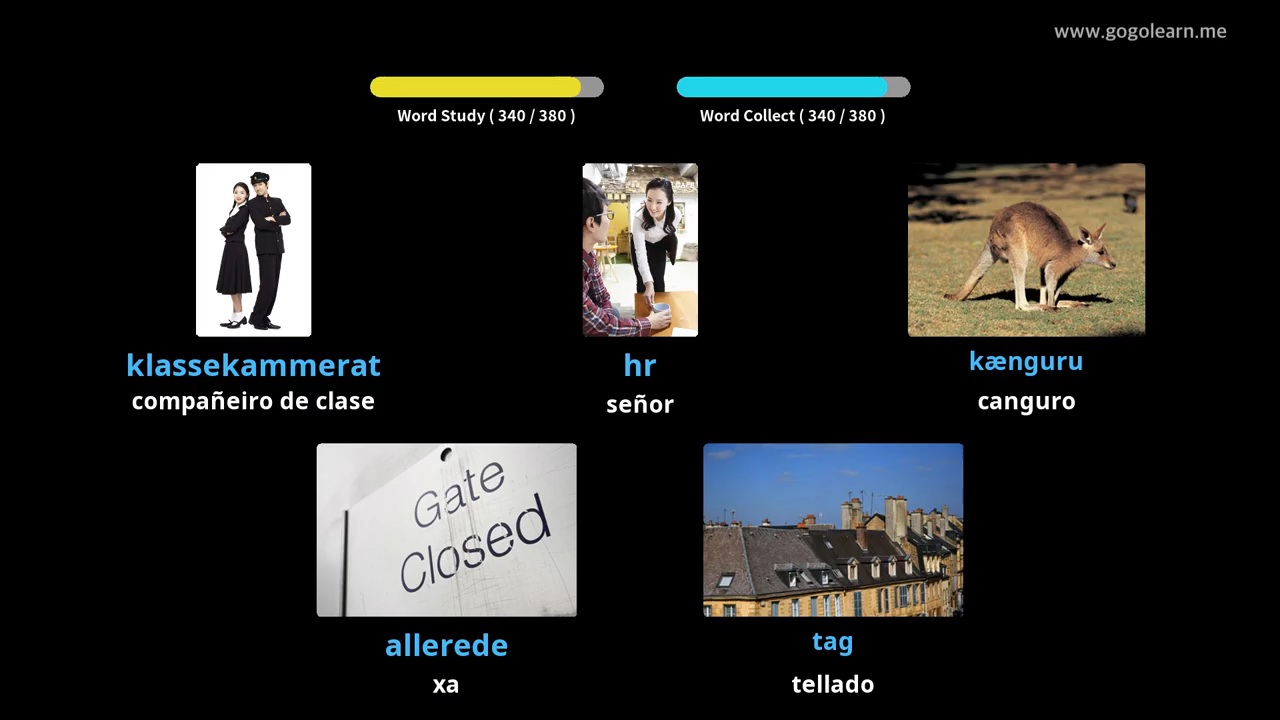 www.gogolearn.me
Word Study ( 340 / 380 )
Word Collect ( 340 / 380 )
klassekammerat
compañeiro de clase
hr
señor
kænguru
canguro
Gate
Closed
allerede
xa
tag
tellado